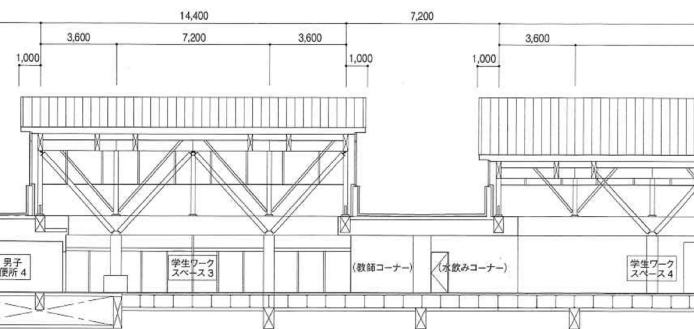 14,400
7,200
3,600
7,200
3,600
3,600
1,000
1,000
1,000
男子
便所 4
学生ワーク
スペース 3
(教師コーナー)
(水飲みコーナー)
学生ワーク
スペース 4